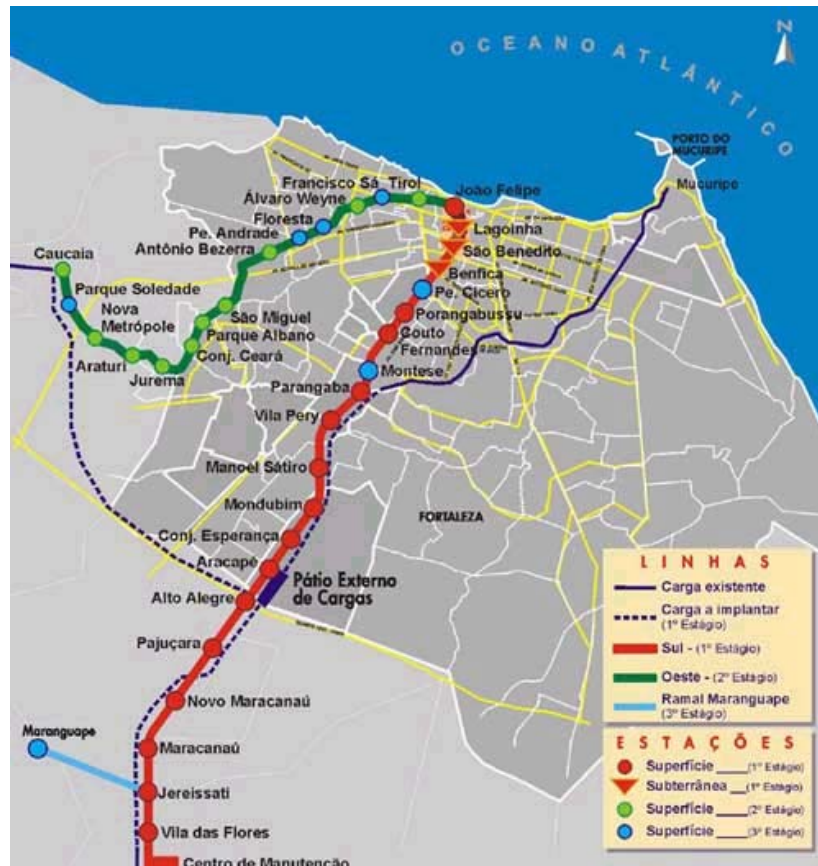 OCEANO ATLÂNTICO
N
PORTO DO
MUCURIPE
Mucuripe
Francisco Sá
Tirol
João Felipe
Álvaro Weyne
Floresta
Lagoinha
Pe. Andrade
São Benedito
Antônio Bezerra
Benfica
Caucaia
Pe. Cícero
Parque Soledade
Porangabussu
Nova
Metrópole
São Miguel
Parque Albano
Couto
Fernandes
Araturi
Conj. Ceará
Jurema
Montese
Parangaba
Vila Pery
Manoel Sátiro
Mondubim
FORTALEZA
Conj. Esperança
Aracapé
Pátio Externo
de Cargas
Alto Alegre
Pajuçara
Novo Maracanaú
Maranguape
Maracanaú
Jereissati
Vila das Flores
Centro de Manutenção
LINHAS
Carga existente
Carga a implantar
(1º Estágio)
Sul - (1º Estágio)
Oeste - (2º Estágio)
Ramal Maranguape
(3º Estágio)
ESTAÇÕES
Superfície ____(1º Estágio)
Subterrânea __(1º Estágio)
Superfície ____(2º Estágio)
Superfície ____(3º Estágio)